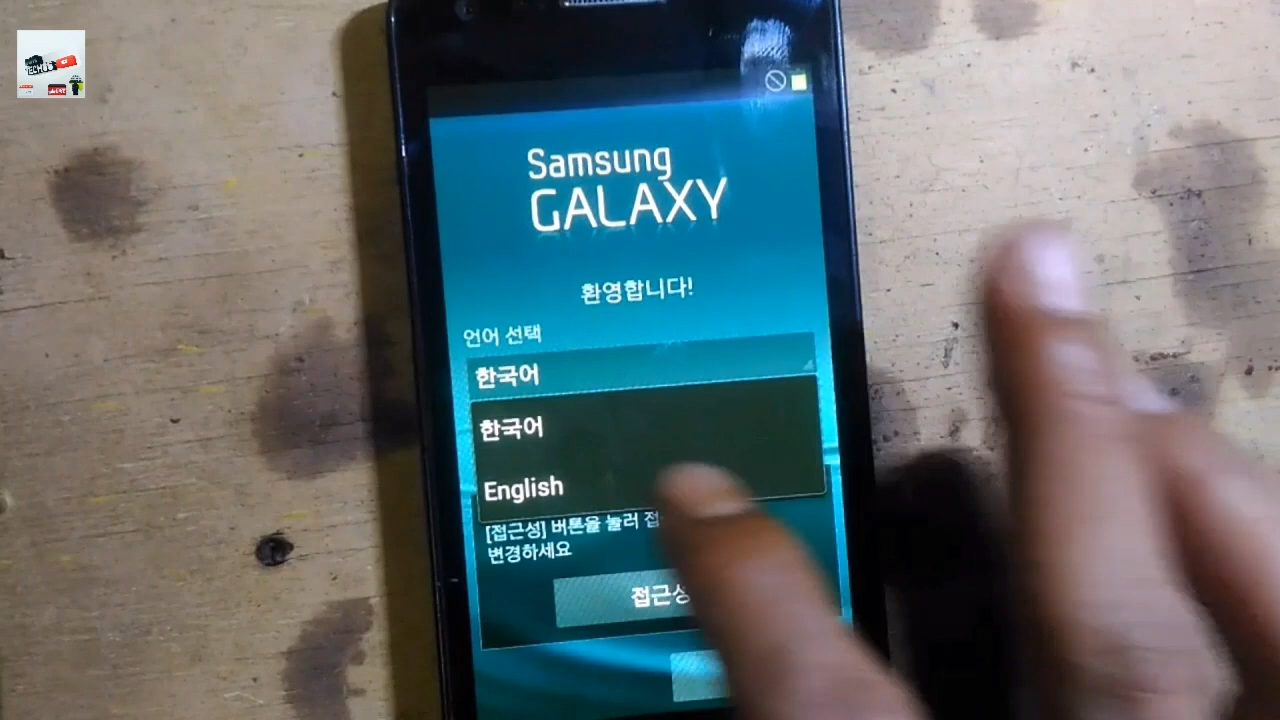 Samsung
GALAXY
환영합니다!
언어 선택
한국어
한국어
English
[접근성] 버튼을 눌러 접
변경하세요
접근성